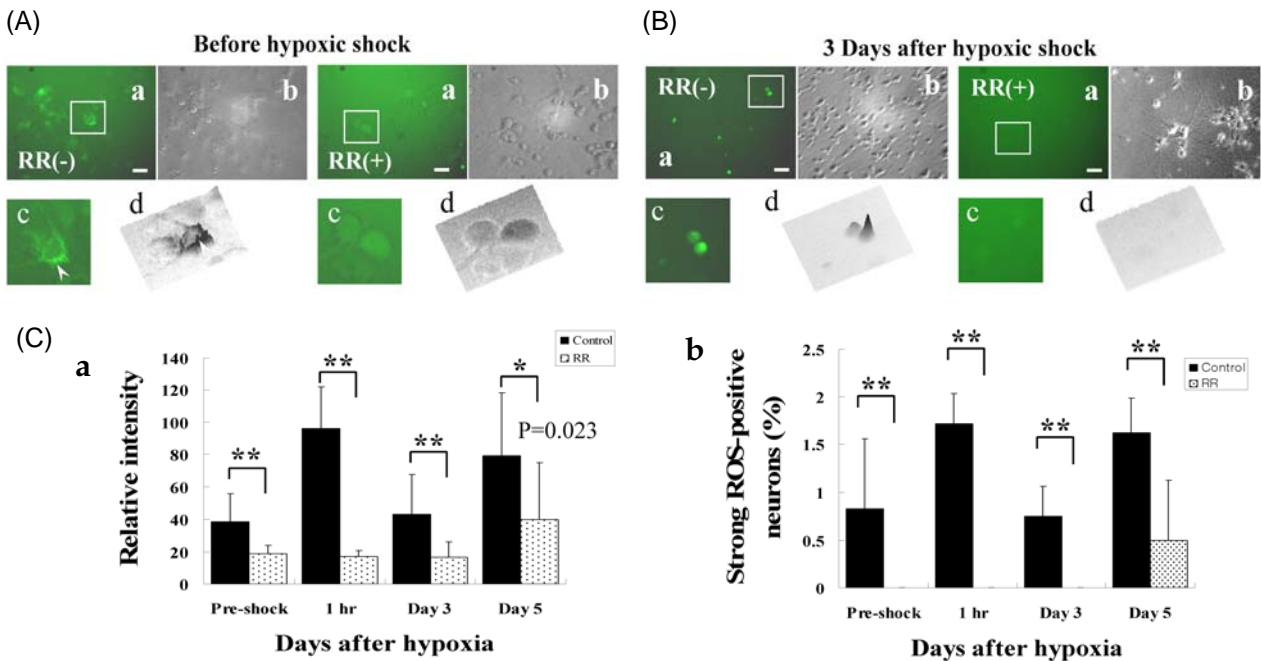 (A)
Before hypoxic shock
a
b
a
b
RR(-)
RR(+)
c
d
c
d
(B)
3 Days after hypoxic shock
RR(-)
b
RR(+)
a
b
a
c
d
c
d
(C)
a
Relative intensity
140
120
100
80
60
40
20
0
Control
RR
**
**
**
*
P=0.023
Pre-shock
1 hr
Day 3
Day 5
Days after hypoxia
b
Strong ROS-positive
neurons (%)
2.5
2
1.5
1
0.5
0
Control
RR
**
**
**
**
Pre-shock
1 hr
Day 3
Day 5
Days after hypoxia